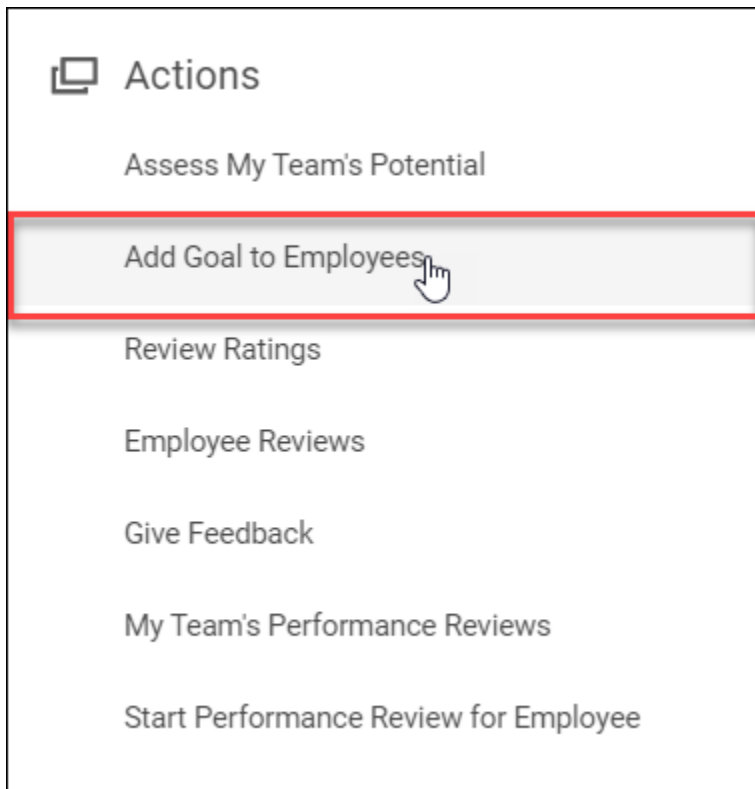 Actions
Assess My Team's Potential
Add Goal to Employees
Review Ratings
Employee Reviews
Give Feedback
My Team's Performance Reviews
Start Performance Review for Employee